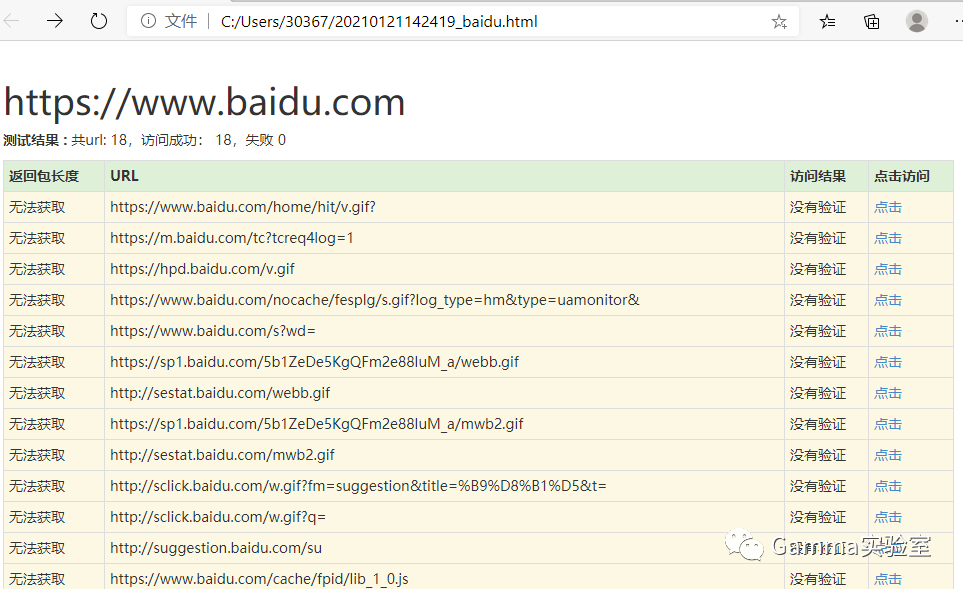 文件 C:/Users/30367/20210121142419_baidu.html
https://www.baidu.com
测试结果 : 共url: 18，访问成功： 18，失败 0
返回包长度 URL 访问结果 点击访问
无法获取 https://www.baidu.com/home/hit/v.gif? 没有验证 点击
无法获取 https://m.baidu.com/tc?tcreq4log=1 没有验证 点击
无法获取 https://hpd.baidu.com/v.gif 没有验证 点击
无法获取 https://www.baidu.com/nocache/fesplg/s.gif?log_type=hm&type=uamonitor& 没有验证 点击
无法获取 https://www.baidu.com/s?wd= 没有验证 点击
无法获取 https://sp1.baidu.com/5b1ZeDe5KgQFm2e88IuM_a/webb.gif 没有验证 点击
无法获取 http://sestat.baidu.com/webb.gif 没有验证 点击
无法获取 https://sp1.baidu.com/5b1ZeDe5KgQFm2e88IuM_a/mwb2.gif 没有验证 点击
无法获取 http://sestat.baidu.com/mwb2.gif 没有验证 点击
无法获取 http://sclick.baidu.com/w.gif?fm=suggestion&title=%B9%D8%B1%D5&t= 没有验证 点击
无法获取 http://sclick.baidu.com/w.gif?q= 没有验证 点击
无法获取 http://suggestion.baidu.com/su 没有验证 点击
Gamma实验室
无法获取 https://www.baidu.com/cache/fpid/lib_1_0.js 没有验证 点击